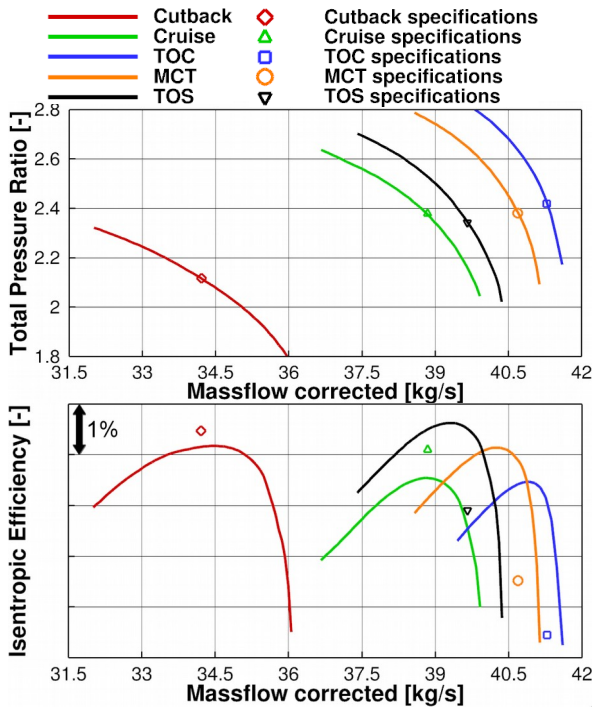 Cutback Cutback specifications
Cruise Cruise specifications
TOC TOC specifications
MCT MCT specifications
TOS TOS specifications
Total Pressure Ratio [-]
2.8
2.6
2.4
2.2
2
1.8
31.5 33 34.5 36 37.5 39 40.5 42
Massflow corrected [kg/s]
Isentropic Efficiency [-]
1%
31.5 33 34.5 36 37.5 39 40.5 42
Massflow corrected [kg/s]